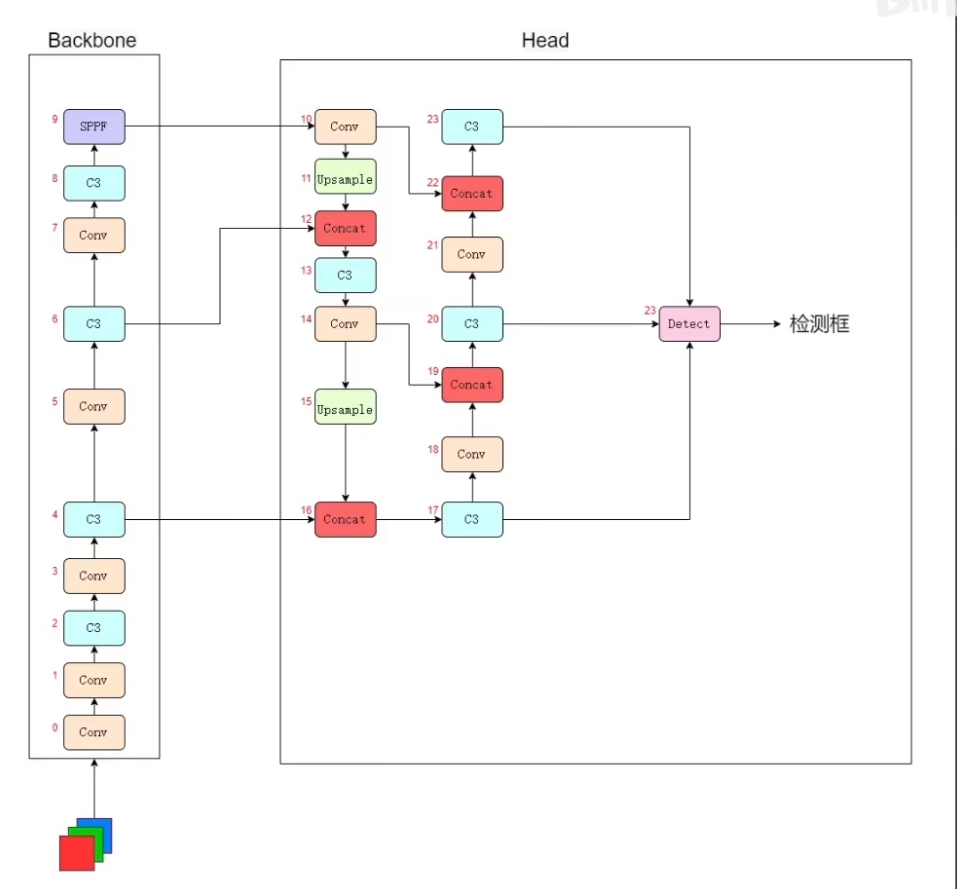 Backbone
Head
9 SPPF
8 C3
7 Conv
6 C3
5 Conv
4 C3
3 Conv
2 C3
1 Conv
0 Conv
10 Conv
11 Upsample
12 Concat
13 C3
14 Conv
15 Upsample
16 Concat
23 C3
22 Concat
21 Conv
20 C3
19 Concat
18 Conv
17 C3
23 Detect
检测框